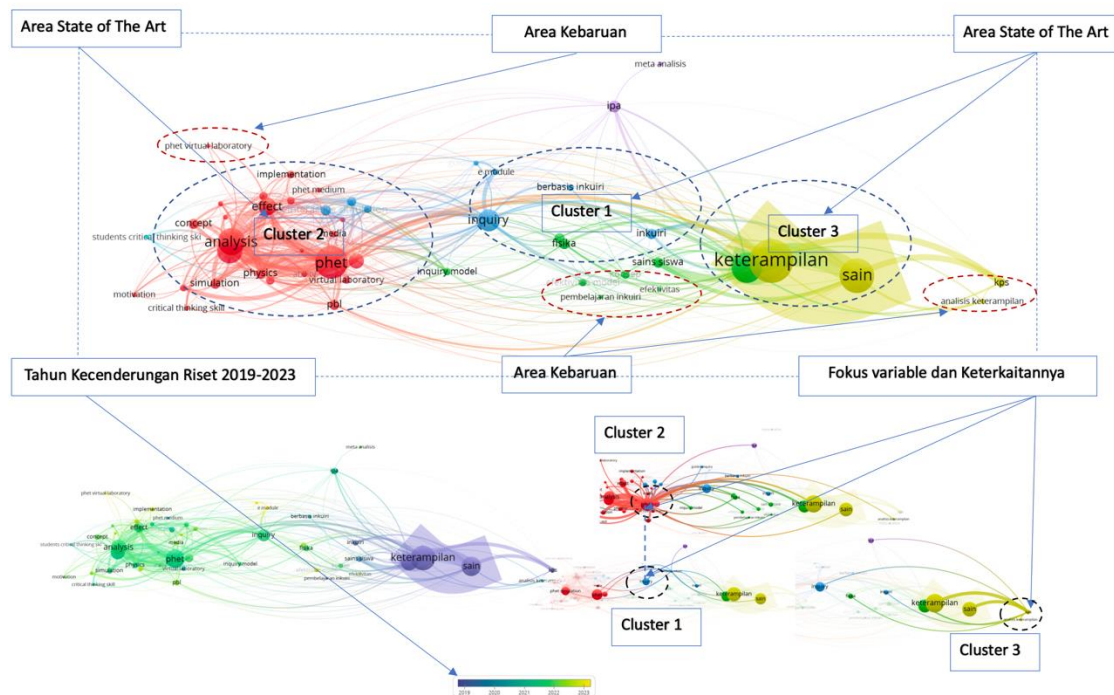 Area State of The Art
Area Kebaruan
Area State of The Art
meta analisis
ipa
phet virtual laboratory
implementation
phet medium
effect
concept
students critical thinking ski
analysis
Cluster 2
media
phet
physics
simulation
virtual laboratory
motivation
critical thinking skill
pbl
e module
berbasis inkuiri
Cluster 1
inquiry
fisika
inkuiri
sains siswa
inquiry model
efektivitas
pembelajaran inkuiri
Cluster 3
keterampilan
sain
kps
analisis keterampilan
Tahun Kecenderungan Riset 2019-2023
Area Kebaruan
Fokus variable dan Keterkaitannya
Cluster 2
meta analisis
phet virtual laboratory
implementation
phet medium
effect
concept
media
students critical thinking ski
analysis
phet
physics
simulation
virtual laboratory
motivation
critical thinking skill
pbl
e module
berbasis inkuiri
inquiry
fisika
inkuiri
inquiry model
pembelajaran inkuiri
keterampilan
sain
keterampilan
sain
Cluster 1
keterampilan
sain
keterampilan
sain
Cluster 3
2019 2020 2021 2022 2023